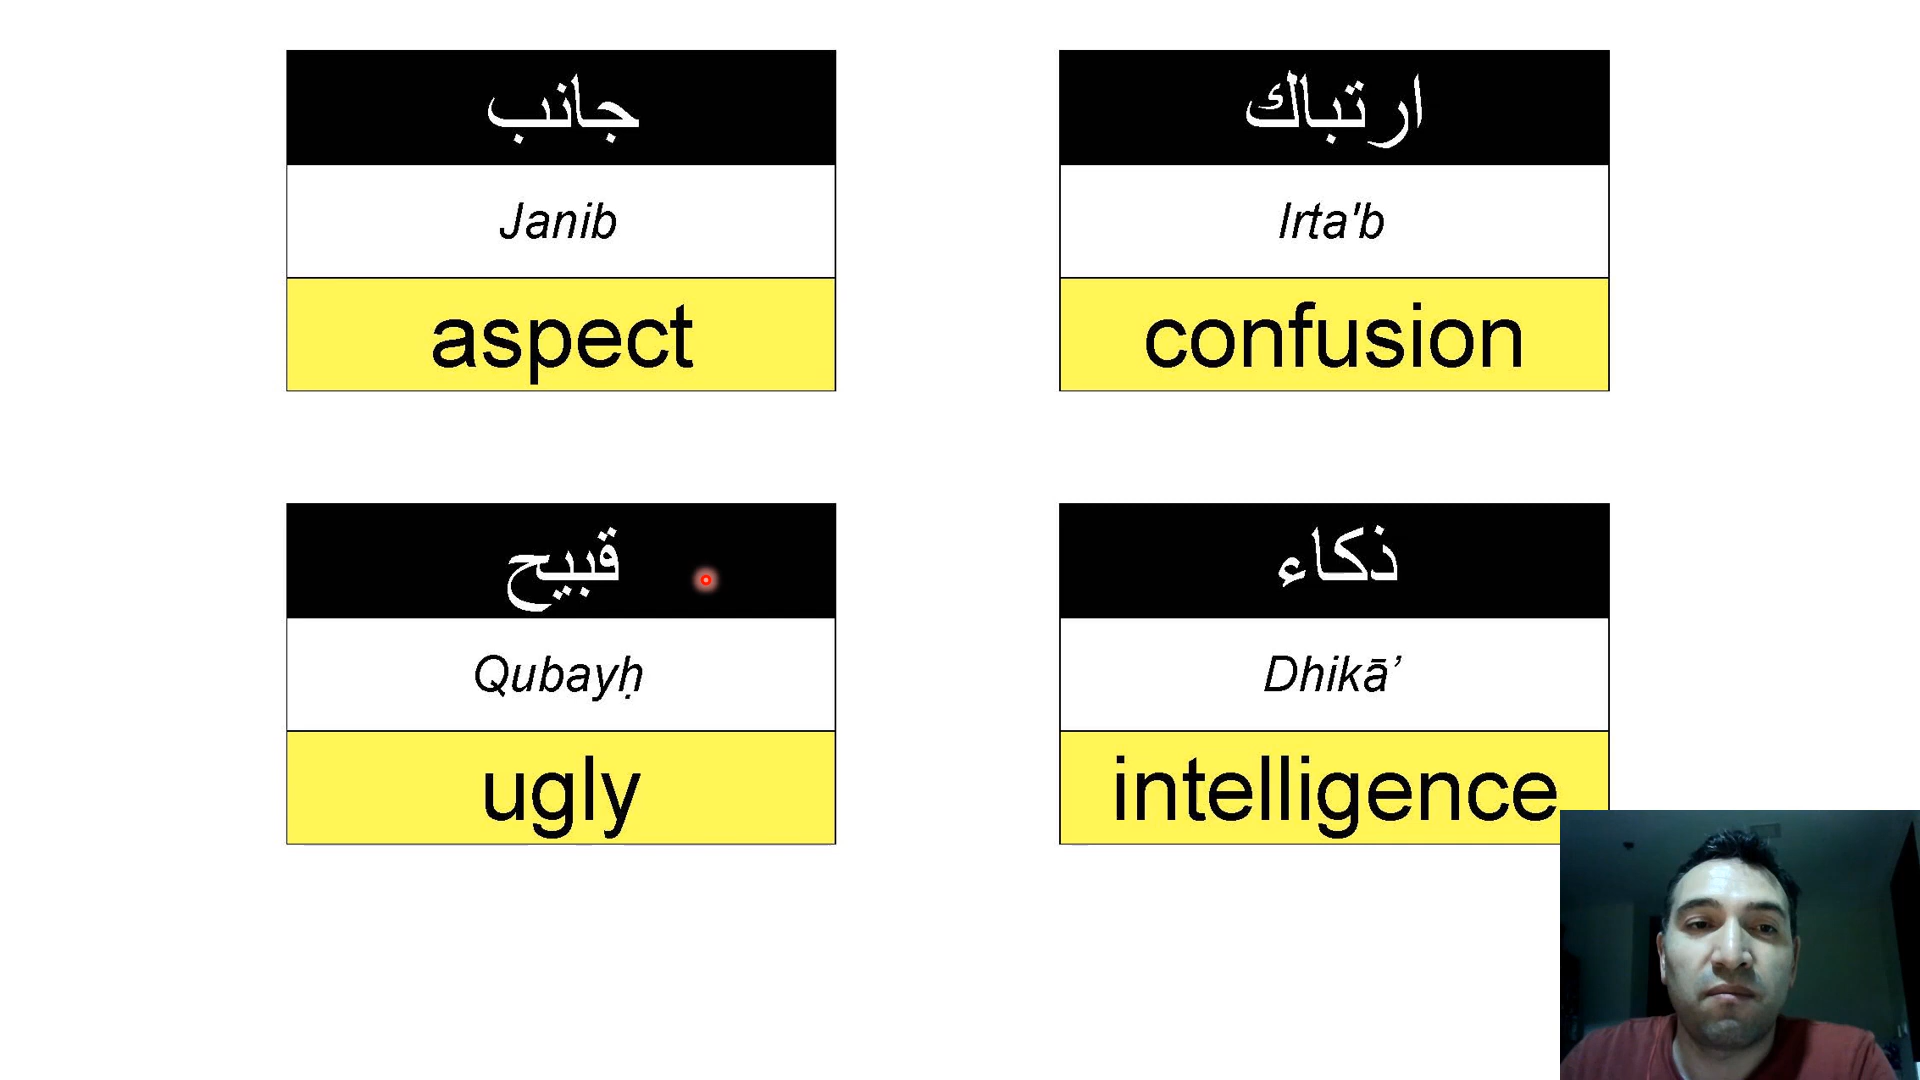 جانب
Janib
aspect
ارتباك
Irta'b
confusion
قبيح
Qubayḥ
ugly
ذكاء
Dhikā’
intelligence